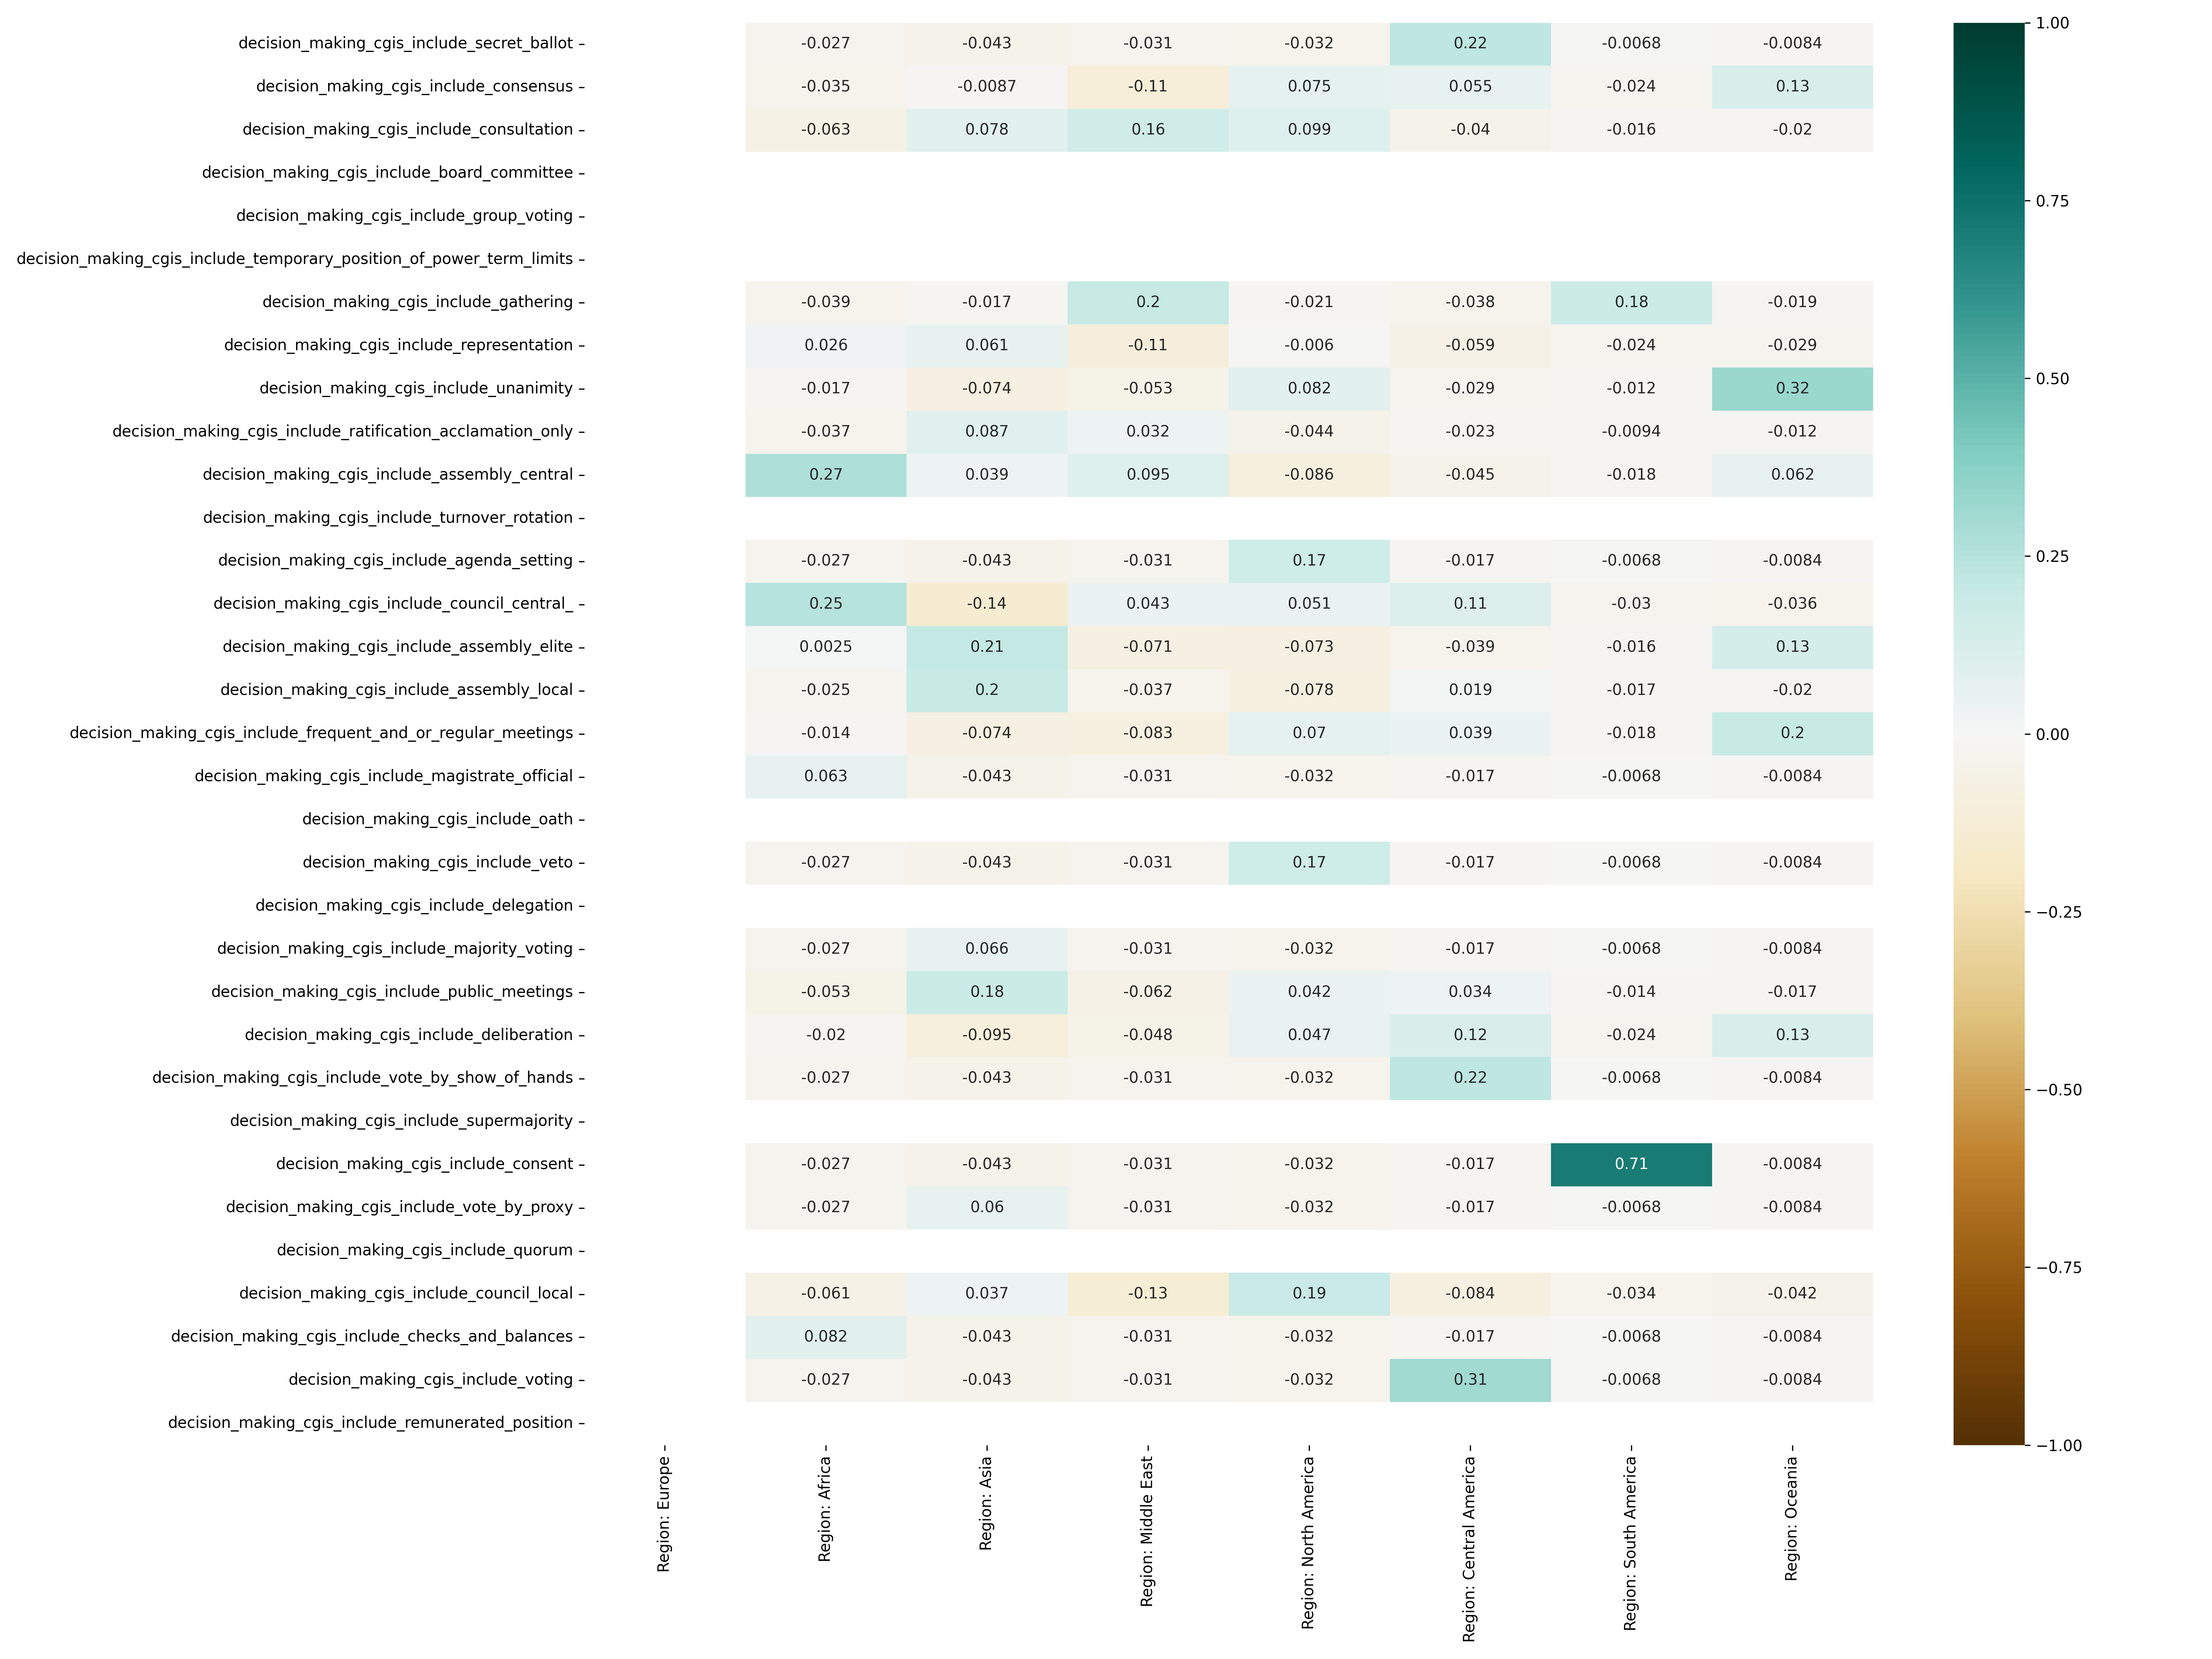 decision_making_cgis_include_secret_ballot -0.027 -0.043 -0.031 -0.032 0.22 -0.0068 -0.0084
decision_making_cgis_include_consensus -0.035 -0.0087 -0.11 0.075 0.055 -0.024 0.13
decision_making_cgis_include_consultation -0.063 0.078 0.16 0.099 -0.04 -0.016 -0.02
decision_making_cgis_include_board_committee
decision_making_cgis_include_group_voting
decision_making_cgis_include_temporary_position_of_power_term_limits
decision_making_cgis_include_gathering -0.039 -0.017 0.2 -0.021 -0.038 0.18 -0.019
decision_making_cgis_include_representation 0.026 0.061 -0.11 -0.006 -0.059 -0.024 -0.029
decision_making_cgis_include_unanimity -0.017 -0.074 -0.053 0.082 -0.029 -0.012 0.32
decision_making_cgis_include_ratification_acclamation_only -0.037 0.087 0.032 -0.044 -0.023 -0.0094 -0.012
decision_making_cgis_include_assembly_central 0.27 0.039 0.095 -0.086 -0.045 -0.018 0.062
decision_making_cgis_include_turnover_rotation
decision_making_cgis_include_agenda_setting -0.027 -0.043 -0.031 0.17 -0.017 -0.0068 -0.0084
decision_making_cgis_include_council_central_ 0.25 -0.14 0.043 0.051 0.11 -0.03 -0.036
decision_making_cgis_include_assembly_elite 0.0025 0.21 -0.071 -0.073 -0.039 -0.016 0.13
decision_making_cgis_include_assembly_local -0.025 0.2 -0.037 -0.078 0.019 -0.017 -0.02
decision_making_cgis_include_frequent_and_or_regular_meetings -0.014 -0.074 -0.083 0.07 0.039 -0.018 0.2
decision_making_cgis_include_magistrate_official 0.063 -0.043 -0.031 -0.032 -0.017 -0.0068 -0.0084
decision_making_cgis_include_oath
decision_making_cgis_include_veto -0.027 -0.043 -0.031 0.17 -0.017 -0.0068 -0.0084
decision_making_cgis_include_delegation
decision_making_cgis_include_majority_voting -0.027 0.066 -0.031 -0.032 -0.017 -0.0068 -0.0084
decision_making_cgis_include_public_meetings -0.053 0.18 -0.062 0.042 0.034 -0.014 -0.017
decision_making_cgis_include_deliberation -0.02 -0.095 -0.048 0.047 0.12 -0.024 0.13
decision_making_cgis_include_vote_by_show_of_hands -0.027 -0.043 -0.031 -0.032 0.22 -0.0068 -0.0084
decision_making_cgis_include_supermajority
decision_making_cgis_include_consent -0.027 -0.043 -0.031 -0.032 -0.017 0.71 -0.0084
decision_making_cgis_include_vote_by_proxy -0.027 0.06 -0.031 -0.032 -0.017 -0.0068 -0.0084
decision_making_cgis_include_quorum
decision_making_cgis_include_council_local -0.061 0.037 -0.13 0.19 -0.084 -0.034 -0.042
decision_making_cgis_include_checks_and_balances 0.082 -0.043 -0.031 -0.032 -0.017 -0.0068 -0.0084
decision_making_cgis_include_voting -0.027 -0.043 -0.031 -0.032 0.31 -0.0068 -0.0084
decision_making_cgis_include_remunerated_position
Region: Europe
Region: Africa
Region: Asia
Region: Middle East
Region: North America
Region: Central America
Region: South America
Region: Oceania
1.00
0.75
0.50
0.25
0.00
−0.25
−0.50
−0.75
−1.00